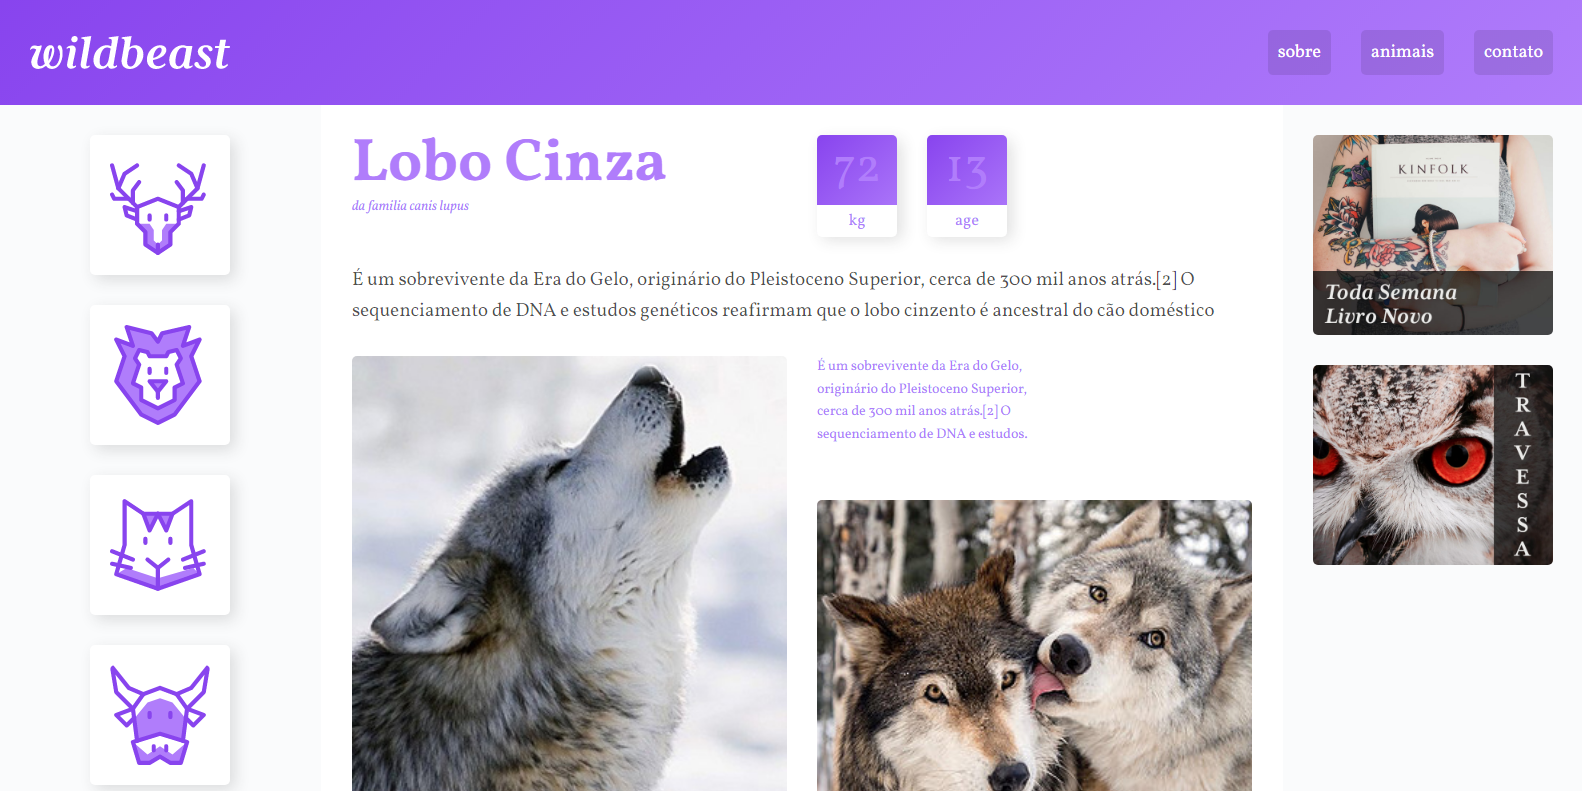 wildbeast
sobre
animais
contato
Lobo Cinza
da família canis lupus
72
kg
13
age
É um sobrevivente da Era do Gelo, originário do Pleistoceno Superior, cerca de 300 mil anos atrás.[2] O
sequenciamento de DNA e estudos genéticos reafirmam que o lobo cinzento é ancestral do cão doméstico
É um sobrevivente da Era do Gelo,
originário do Pleistoceno Superior,
cerca de 300 mil anos atrás.[2] O
sequenciamento de DNA e estudos.
KINFOLK
Toda Semana
Livro Novo
TRAVESSA